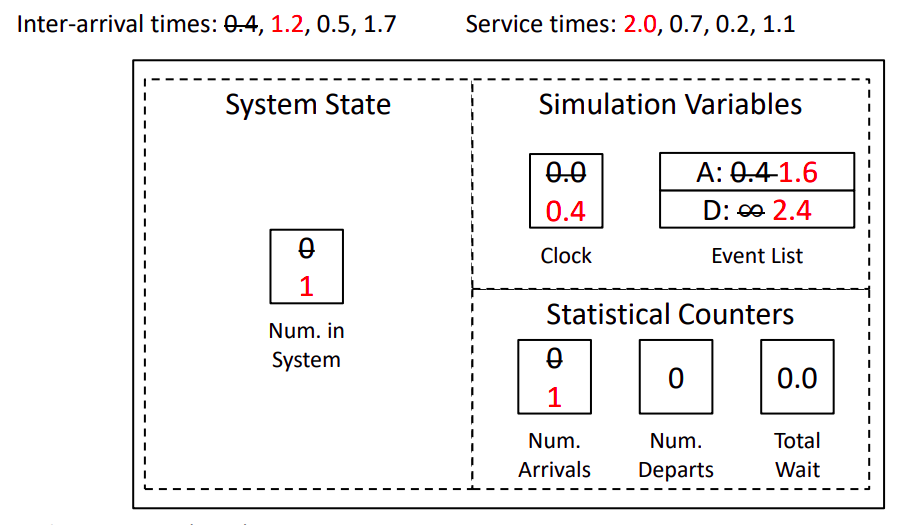 Inter-arrival times: 0.4, 1.2, 0.5, 1.7
Service times: 2.0, 0.7, 0.2, 1.1
System State
0
1
Num. in
System
Simulation Variables
0.0
0.4
Clock
A: 0.4 1.6
D: ∞ 2.4
Event List
Statistical Counters
0
1
Num.
Arrivals
0
Num.
Departs
0.0
Total
Wait